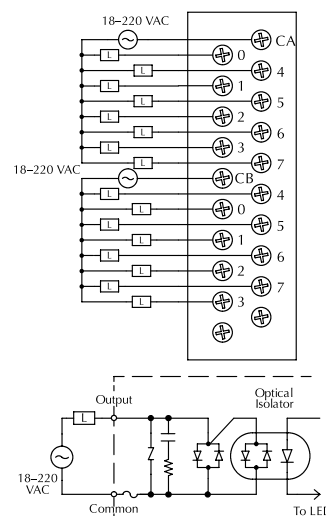 18–220 VAC
CA
L
0
L
4
L
1
L
5
L
2
L
6
L
3
L
7
18–220 VAC
CB
L
4
L
0
L
5
L
1
L
6
L
2
L
7
L
3
Output
Optical
Isolator
L
18–220
VAC
Common
To LED